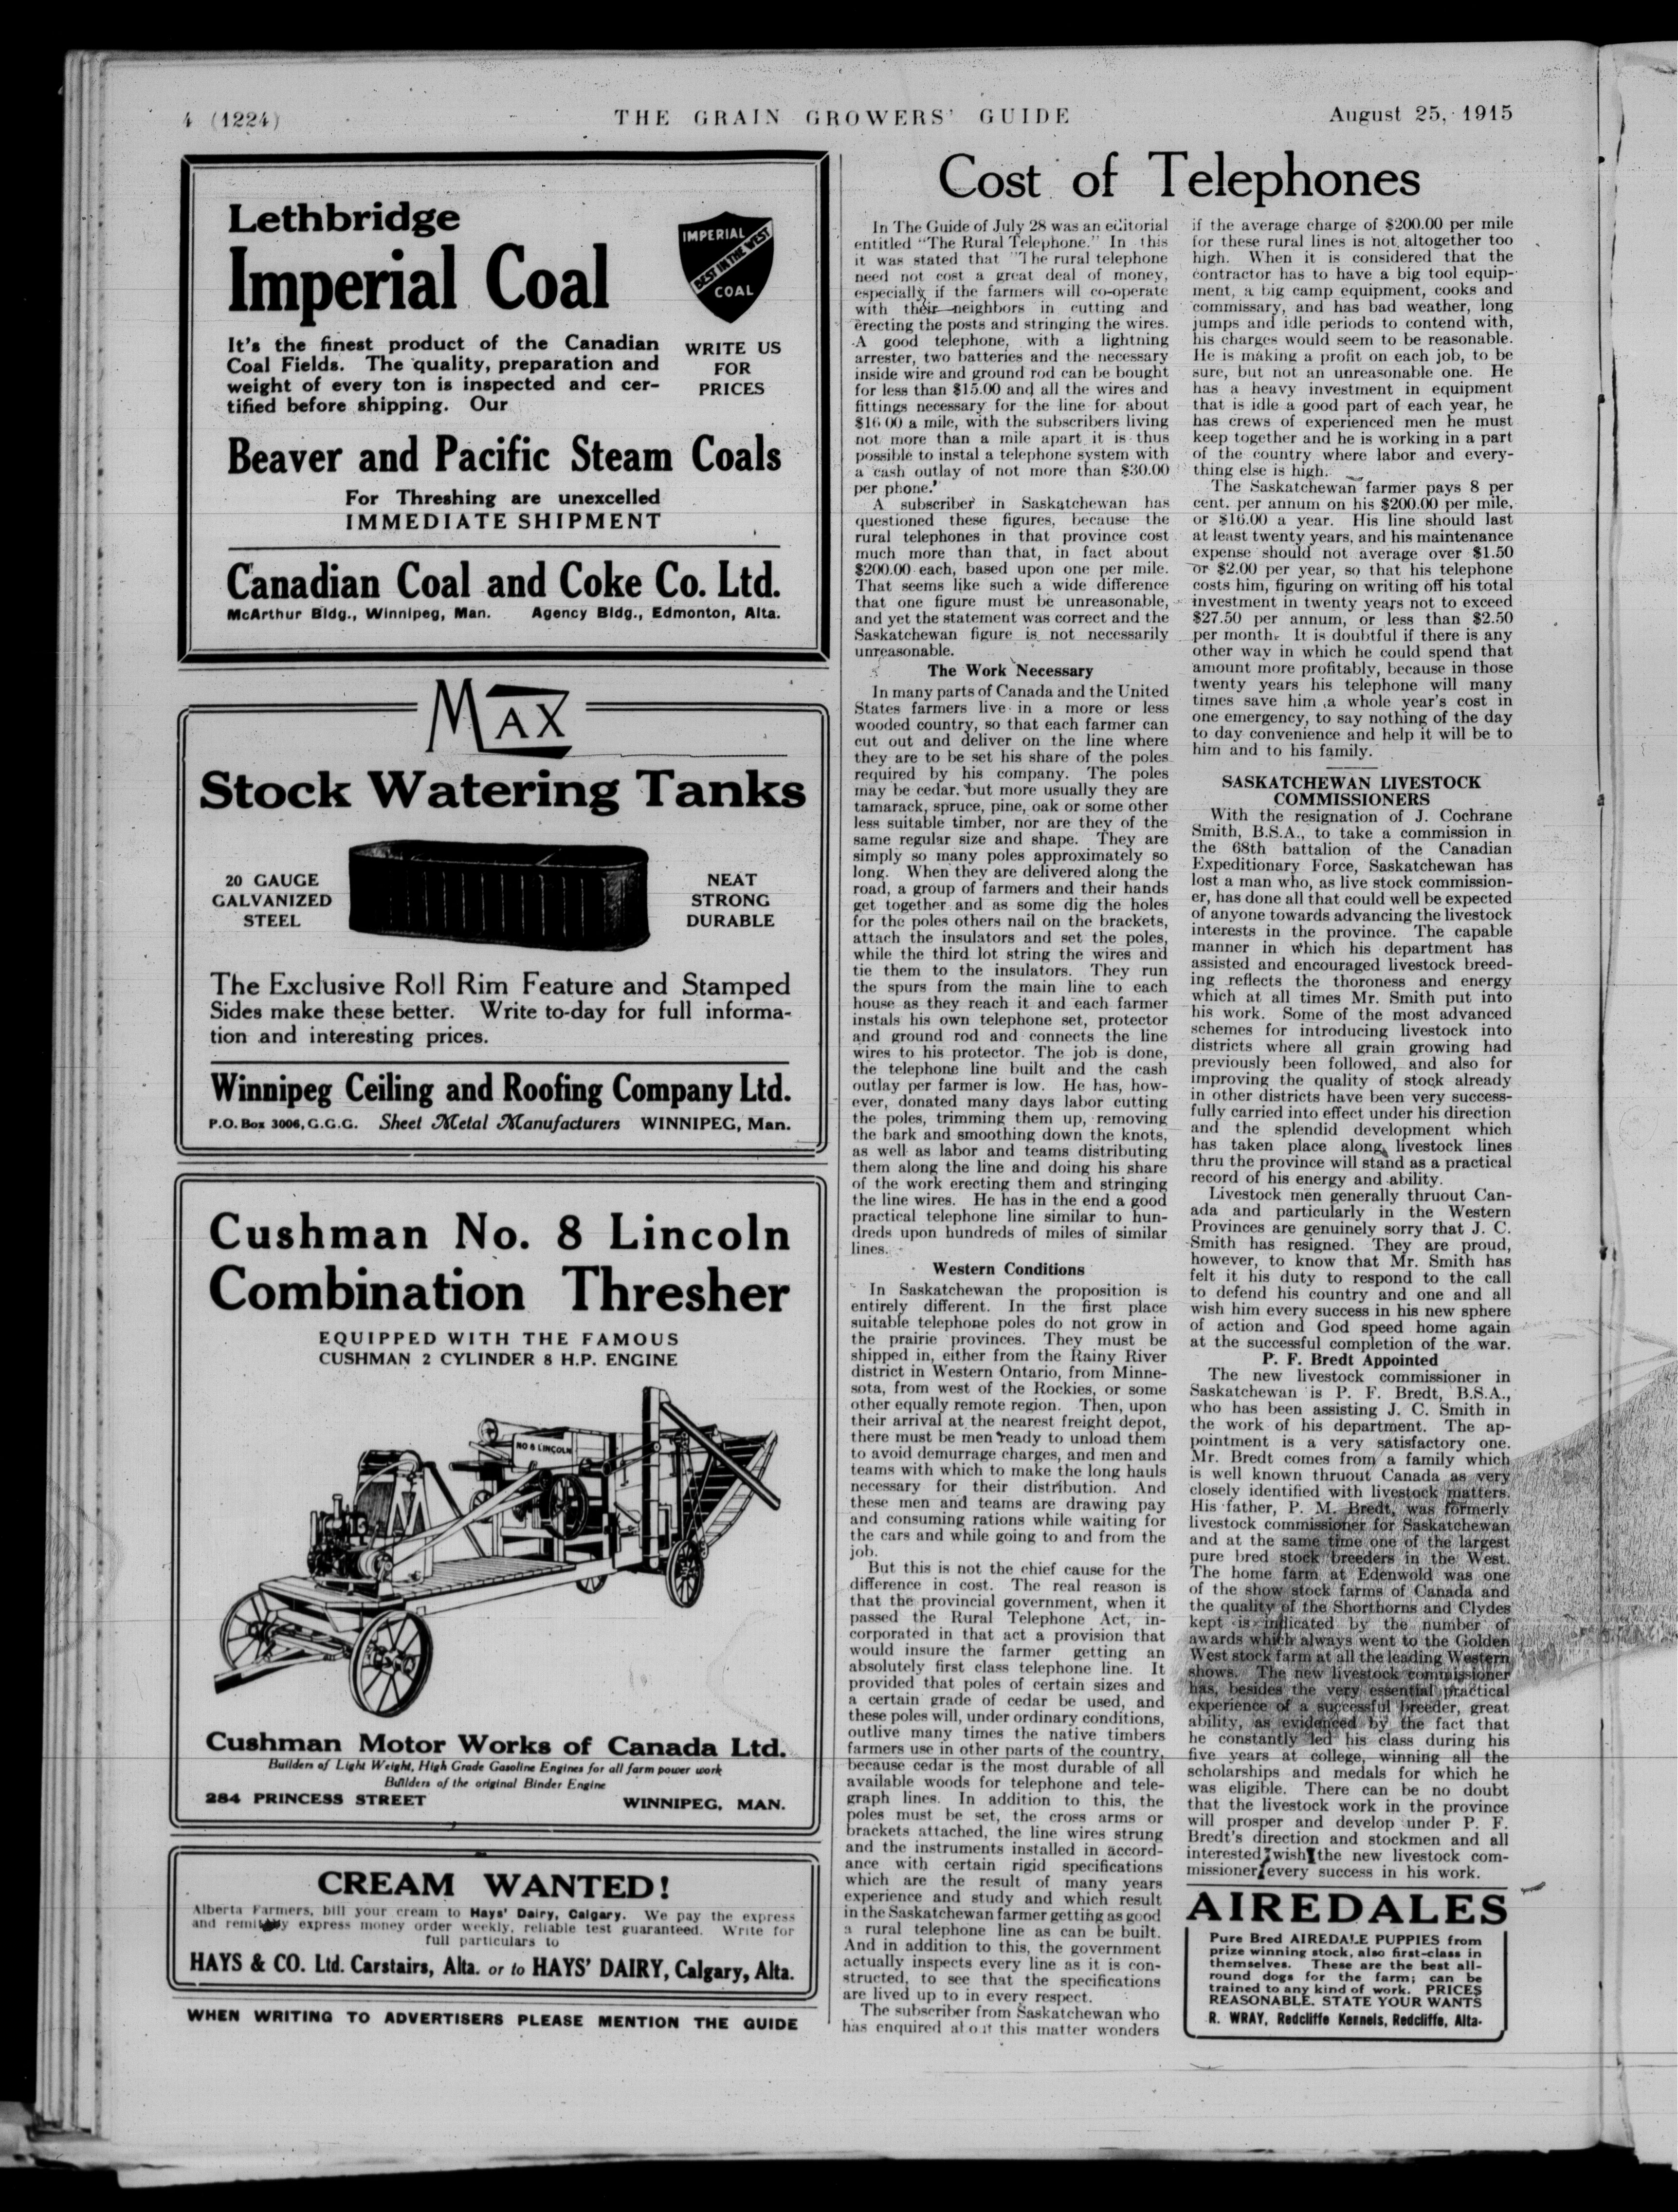 4 (1224)
THE GRAIN GROWERS' GUIDE
August 25, 1915
Lethbridge
Imperial Coal
IMPERIAL
BEST IN THE WEST
COAL
It's the finest product of the Canadian
Coal Fields. The quality, preparation and
weight of every ton is inspected and cer-
tified before shipping. Our
WRITE US
FOR
PRICES
Beaver and Pacific Steam Coals
For Threshing are unexcelled
IMMEDIATE SHIPMENT
Canadian Coal and Coke Co. Ltd.
McArthur Bldg., Winnipeg, Man. Agency Bldg., Edmonton, Alta.
MAX
Stock Watering Tanks
20 GAUGE
GALVANIZED
STEEL
NEAT
STRONG
DURABLE
The Exclusive Roll Rim Feature and Stamped
Sides make these better. Write to-day for full informa-
tion and interesting prices.
Winnipeg Ceiling and Roofing Company Ltd.
P.O. Box 3006, G.G.G. Sheet Metal Manufacturers WINNIPEG, Man.
Cushman No. 8 Lincoln
Combination Thresher
EQUIPPED WITH THE FAMOUS
CUSHMAN 2 CYLINDER 8 H.P. ENGINE
NO 8 LINCOLN
Cushman Motor Works of Canada Ltd.
Builders of Light Weight, High Grade Gasoline Engines for all farm power work
Builders of the original Binder Engine
284 PRINCESS STREET WINNIPEG, MAN.
CREAM WANTED!
Alberta Farmers, bill your cream to Hays' Dairy, Calgary. We pay the express
and remit by express money order weekly, reliable test guaranteed. Write for
full particulars to
HAYS & CO. Ltd. Carstairs, Alta. or to HAYS' DAIRY, Calgary, Alta.
WHEN WRITING TO ADVERTISERS PLEASE MENTION THE GUIDE
Cost of Telephones
In The Guide of July 28 was an editorial
entitled "The Rural Telephone." In this
it was stated that "The rural telephone
need not cost a great deal of money,
especially if the farmers will co-operate
with their neighbors in cutting and
erecting the posts and stringing the wires.
A good telephone, with a lightning
arrester, two batteries and the necessary
inside wire and ground rod can be bought
for less than $15.00 and all the wires and
fittings necessary for the line for about
$16.00 a mile, with the subscribers living
not more than a mile apart it is thus
possible to instal a telephone system with
a cash outlay of not more than $30.00
per phone."
A subscriber in Saskatchewan has
questioned these figures, because the
rural telephones in that province cost
much more than that, in fact about
$200.00 each, based upon one per mile.
That seems like such a wide difference
that one figure must be unreasonable,
and yet the statement was correct and the
Saskatchewan figure is not necessarily
unreasonable.
The Work Necessary
In many parts of Canada and the United
States farmers live in a more or less
wooded country, so that each farmer can
cut out and deliver on the line where
they are to be set his share of the poles
required by his company. The poles
may be cedar, but more usually they are
tamarack, spruce, pine, oak or some other
less suitable timber, nor are they of the
same regular size and shape. They are
simply so many poles approximately so
long. When they are delivered along the
road, a group of farmers and their hands
get together and as some dig the holes
for the poles others nail on the brackets,
attach the insulators and set the poles,
while the third lot string the wires and
tie them to the insulators. They run
the spurs from the main line to each
house as they reach it and each farmer
instals his own telephone set, protector
and ground rod and connects the line
wires to his protector. The job is done,
the telephone line built and the cash
outlay per farmer is low. He has, how-
ever, donated many days labor cutting
the poles, trimming them up, removing
the bark and smoothing down the knots,
as well as labor and teams distributing
them along the line and doing his share
of the work erecting them and stringing
the line wires. He has in the end a good
practical telephone line similar to hun-
dreds upon hundreds of miles of similar
lines.
Western Conditions
In Saskatchewan the proposition is
entirely different. In the first place
suitable telephone poles do not grow in
the prairie provinces. They must be
shipped in, either from the Rainy River
district in Western Ontario, from Minne-
sota, from west of the Rockies, or some
other equally remote region. Then, upon
their arrival at the nearest freight depot,
there must be men ready to unload them
to avoid demurrage charges, and men and
teams with which to make the long hauls
necessary for their distribution. And
these men and teams are drawing pay
and consuming rations while waiting for
the cars and while going to and from the
job.
But this is not the chief cause for the
difference in cost. The real reason is
that the provincial government, when it
passed the Rural Telephone Act, in-
corporated in that act a provision that
would insure the farmer getting an
absolutely first class telephone line. It
provided that poles of certain sizes and
a certain grade of cedar be used, and
these poles will, under ordinary conditions,
outlive many times the native timbers
farmers use in other parts of the country,
because cedar is the most durable of all
available woods for telephone and tele-
graph lines. In addition to this, the
poles must be set, the cross arms or
brackets attached, the line wires strung
and the instruments installed in accord-
ance with certain rigid specifications
which are the result of many years
experience and study and which result
in the Saskatchewan farmer getting as good
a rural telephone line as can be built.
And in addition to this, the government
actually inspects every line as it is con-
structed, to see that the specifications
are lived up to in every respect.
The subscriber from Saskatchewan who
has enquired about this matter wonders
if the average charge of $200.00 per mile
for these rural lines is not altogether too
high. When it is considered that the
contractor has to have a big tool equip-
ment, a big camp equipment, cooks and
commissary, and has bad weather, long
jumps and idle periods to contend with,
his charges would seem to be reasonable.
He is making a profit on each job, to be
sure, but not an unreasonable one. He
has a heavy investment in equipment
that is idle a good part of each year, he
has crews of experienced men he must
keep together and he is working in a part
of the country where labor and every-
thing else is high.
The Saskatchewan farmer pays 8 per
cent. per annum on his $200.00 per mile,
or $16.00 a year. His line should last
at least twenty years, and his maintenance
expense should not average over $1.50
or $2.00 per year, so that his telephone
costs him, figuring on writing off his total
investment in twenty years not to exceed
$27.50 per annum, or less than $2.50
per month. It is doubtful if there is any
other way in which he could spend that
amount more profitably, because in those
twenty years his telephone will many
times save him a whole year's cost in
one emergency, to say nothing of the day
to day convenience and help it will be to
him and to his family.
SASKATCHEWAN LIVESTOCK
COMMISSIONERS
With the resignation of J. Cochrane
Smith, B.S.A., to take a commission in
the 68th battalion of the Canadian
Expeditionary Force, Saskatchewan has
lost a man who, as live stock commission-
er, has done all that could well be expected
of anyone towards advancing the livestock
interests in the province. The capable
manner in which his department has
assisted and encouraged livestock breed-
ing reflects the thoroness and energy
which at all times Mr. Smith put into
his work. Some of the most advanced
schemes for introducing livestock into
districts where all grain growing had
previously been followed, and also for
improving the quality of stock already
in other districts have been very success-
fully carried into effect under his direction
and the splendid development which
has taken place along livestock lines
thru the province will stand as a practical
record of his energy and ability.
Livestock men generally thruout Can-
ada and particularly in the Western
Provinces are genuinely sorry that J. C.
Smith has resigned. They are proud,
however, to know that Mr. Smith has
felt it his duty to respond to the call
to defend his country and one and all
wish him every success in his new sphere
of action and God speed home again
at the successful completion of the war.
P. F. Bredt Appointed
The new livestock commissioner in
Saskatchewan is P. F. Bredt, B.S.A.,
who has been assisting J. C. Smith in
the work of his department. The ap-
pointment is a very satisfactory one.
Mr. Bredt comes from a family which
is well known thruout Canada as very
closely identified with livestock matters.
His father, P. M. Bredt, was formerly
livestock commissioner for Saskatchewan
and at the same time one of the largest
pure bred stock breeders in the West.
The home farm at Edenwold was one
of the show stock farms of Canada and
the quality of the Shorthorns and Clydes
kept is indicated by the number of
awards which always went to the Golden
West stock farm at all the leading Western
shows. The new livestock commissioner
has, besides the very essential practical
experience of a successful breeder, great
ability, as evidenced by the fact that
he constantly led his class during his
five years at college, winning all the
scholarships and medals for which he
was eligible. There can be no doubt
that the livestock work in the province
will prosper and develop under P. F.
Bredt's direction and stockmen and all
interested wish the new livestock com-
missioner every success in his work.
AIREDALES
Pure Bred AIREDALE PUPPIES from
prize winning stock, also first-class in
themselves. These are the best all-
round dogs for the farm; can be
trained to any kind of work. PRICES
REASONABLE. STATE YOUR WANTS
R. WRAY, Redcliffe Kennels, Redcliffe, Alta.